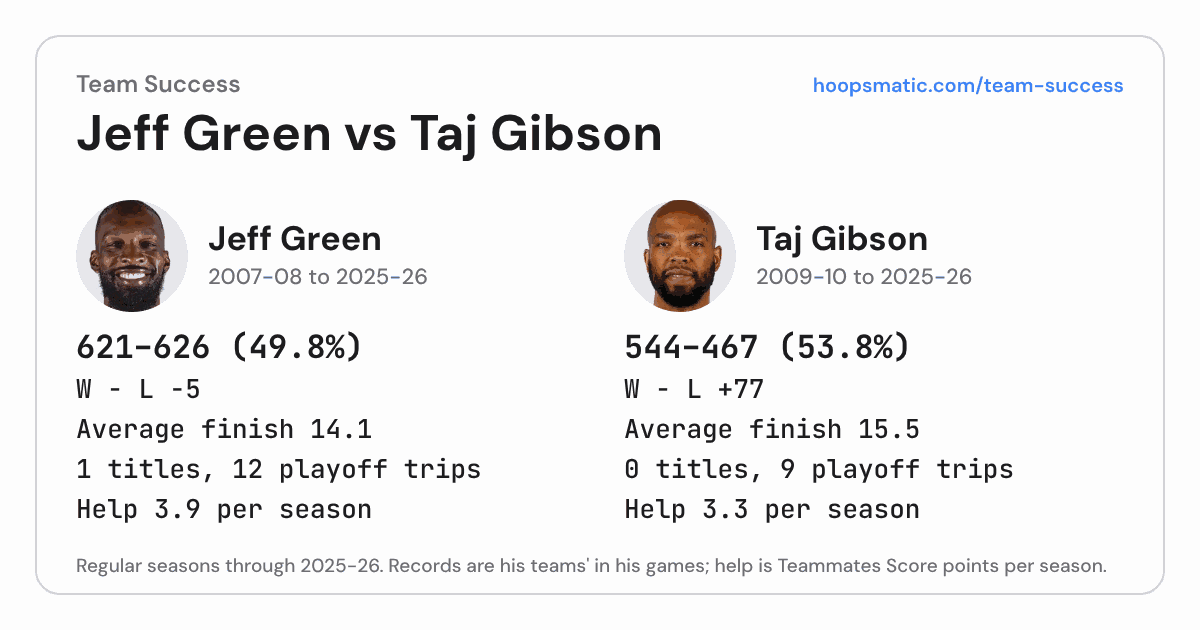 Team Success
hoopsmatic.com/team-success
Jeff Green vs Taj Gibson
Jeff Green
2007-08 to 2025-26
621-626 (49.8%)
W - L -5
Average finish 14.1
1 titles, 12 playoff trips
Help 3.9 per season
Taj Gibson
2009-10 to 2025-26
544-467 (53.8%)
W - L +77
Average finish 15.5
0 titles, 9 playoff trips
Help 3.3 per season
Regular seasons through 2025-26. Records are his teams' in his games; help is Teammates Score points per season.